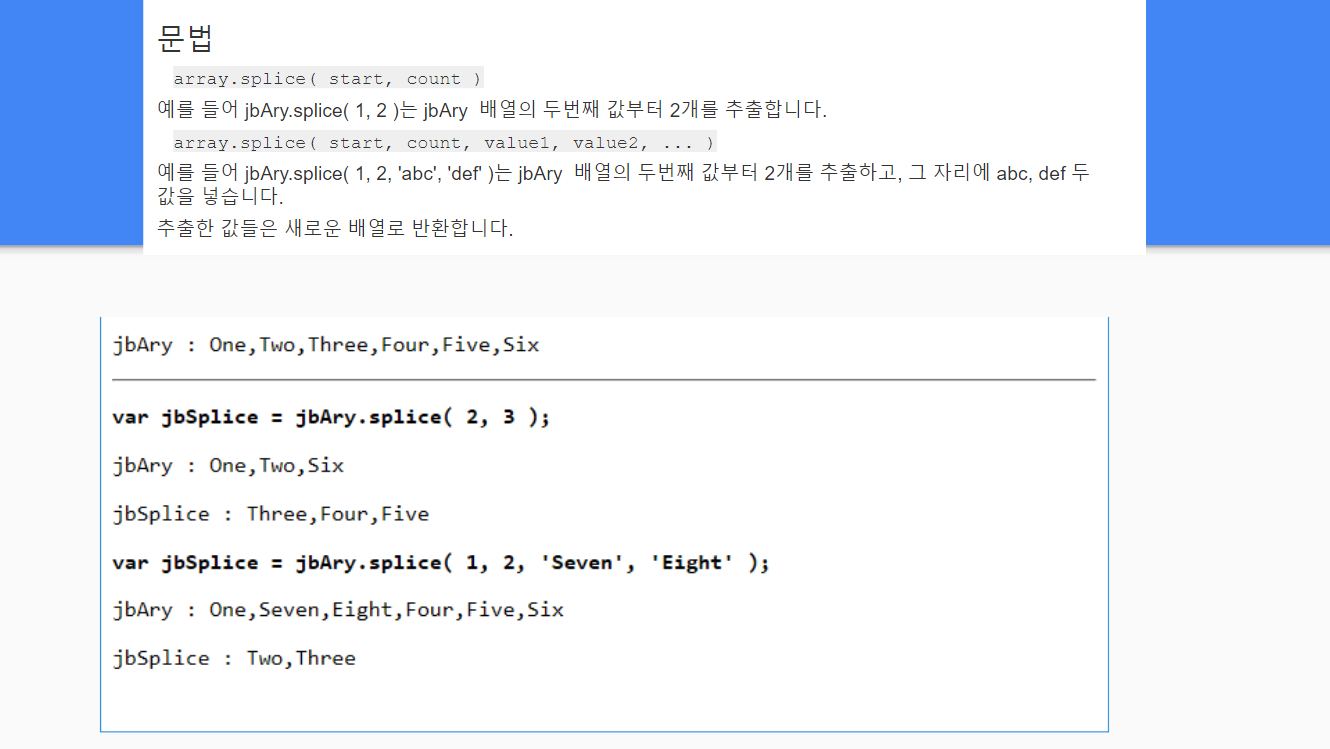 문법
array.splice( start, count )
예를 들어 jbAry.splice( 1, 2 )는 jbAry 배열의 두번째 값부터 2개를 추출합니다.
array.splice( start, count, value1, value2, ... )
예를 들어 jbAry.splice( 1, 2, 'abc', 'def' )는 jbAry 배열의 두번째 값부터 2개를 추출하고, 그 자리에 abc, def 두
값을 넣습니다.
추출한 값들은 새로운 배열로 반환합니다.
jbAry : One,Two,Three,Four,Five,Six
var jbSplice = jbAry.splice( 2, 3 );
jbAry : One,Two,Six
jbSplice : Three,Four,Five
var jbSplice = jbAry.splice( 1, 2, 'Seven', 'Eight' );
jbAry : One,Seven,Eight,Four,Five,Six
jbSplice : Two,Three